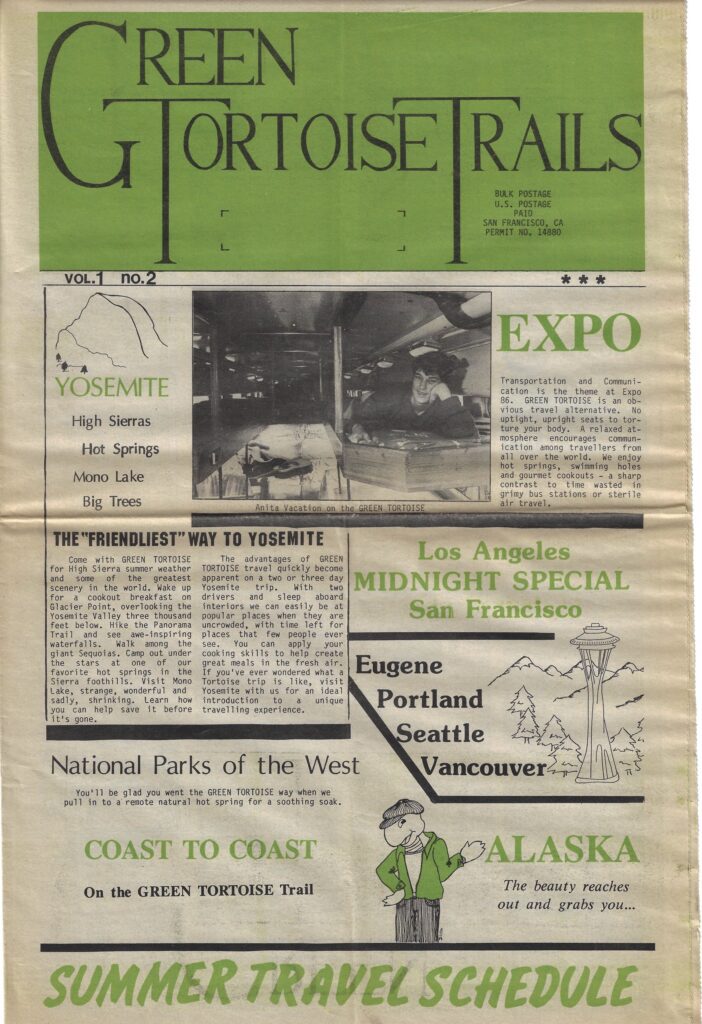 GREEN
TORTOISE TRAILS
BULK POSTAGE
U.S. POSTAGE
PAID
SAN FRANCISCO, CA
PERMIT NO. 14880
VOL.1 no.2
***
YOSEMITE
High Sierras
Hot Springs
Mono Lake
Big Trees
Anita Vacation on the GREEN TORTOISE
EXPO
Transportation and Communi-
cation is the theme at Expo
86. GREEN TORTOISE is an ob-
vious travel alternative. No
uptight, upright seats to tor-
ture your body. A relaxed at-
mosphere encourages commun-
ication among travellers from
all over the world. We enjoy
hot springs, swimming holes
and gourmet cookouts - a sharp
contrast to time wasted in
grimy bus stations or sterile
air travel.
THE "FRIENDLIEST" WAY TO YOSEMITE
Come with GREEN TORTOISE
for High Sierra summer weather
and some of the greatest
scenery in the world. Wake up
for a cookout breakfast on
Glacier Point, overlooking the
Yosemite Valley three thousand
feet below. Hike the Panorama
Trail and see awe-inspiring
waterfalls. Walk among the
giant Sequoias. Camp out under
the stars at one of our
favorite hot springs in the
Sierra foothills. Visit Mono
Lake, strange, wonderful and
sadly, shrinking. Learn how
you can help save it before
it's gone.
The advantages of GREEN
TORTOISE travel quickly become
apparent on a two or three day
Yosemite trip. With two
drivers and sleep aboard
interiors we can easily be at
popular places when they are
uncrowded, with time left for
places that few people ever
see. You can apply your
cooking skills to help create
great meals in the fresh air.
If you've ever wondered what a
Tortoise trip is like, visit
Yosemite with us for an ideal
introduction to a unique
travelling experience.
Los Angeles
MIDNIGHT SPECIAL
San Francisco
Eugene
Portland
Seattle
Vancouver
National Parks of the West
You'll be glad you went the GREEN TORTOISE way when we
pull in to a remote natural hot spring for a soothing soak.
COAST TO COAST
On the GREEN TORTOISE Trail
ALASKA
The beauty reaches
out and grabs you...
SUMMER TRAVEL SCHEDULE